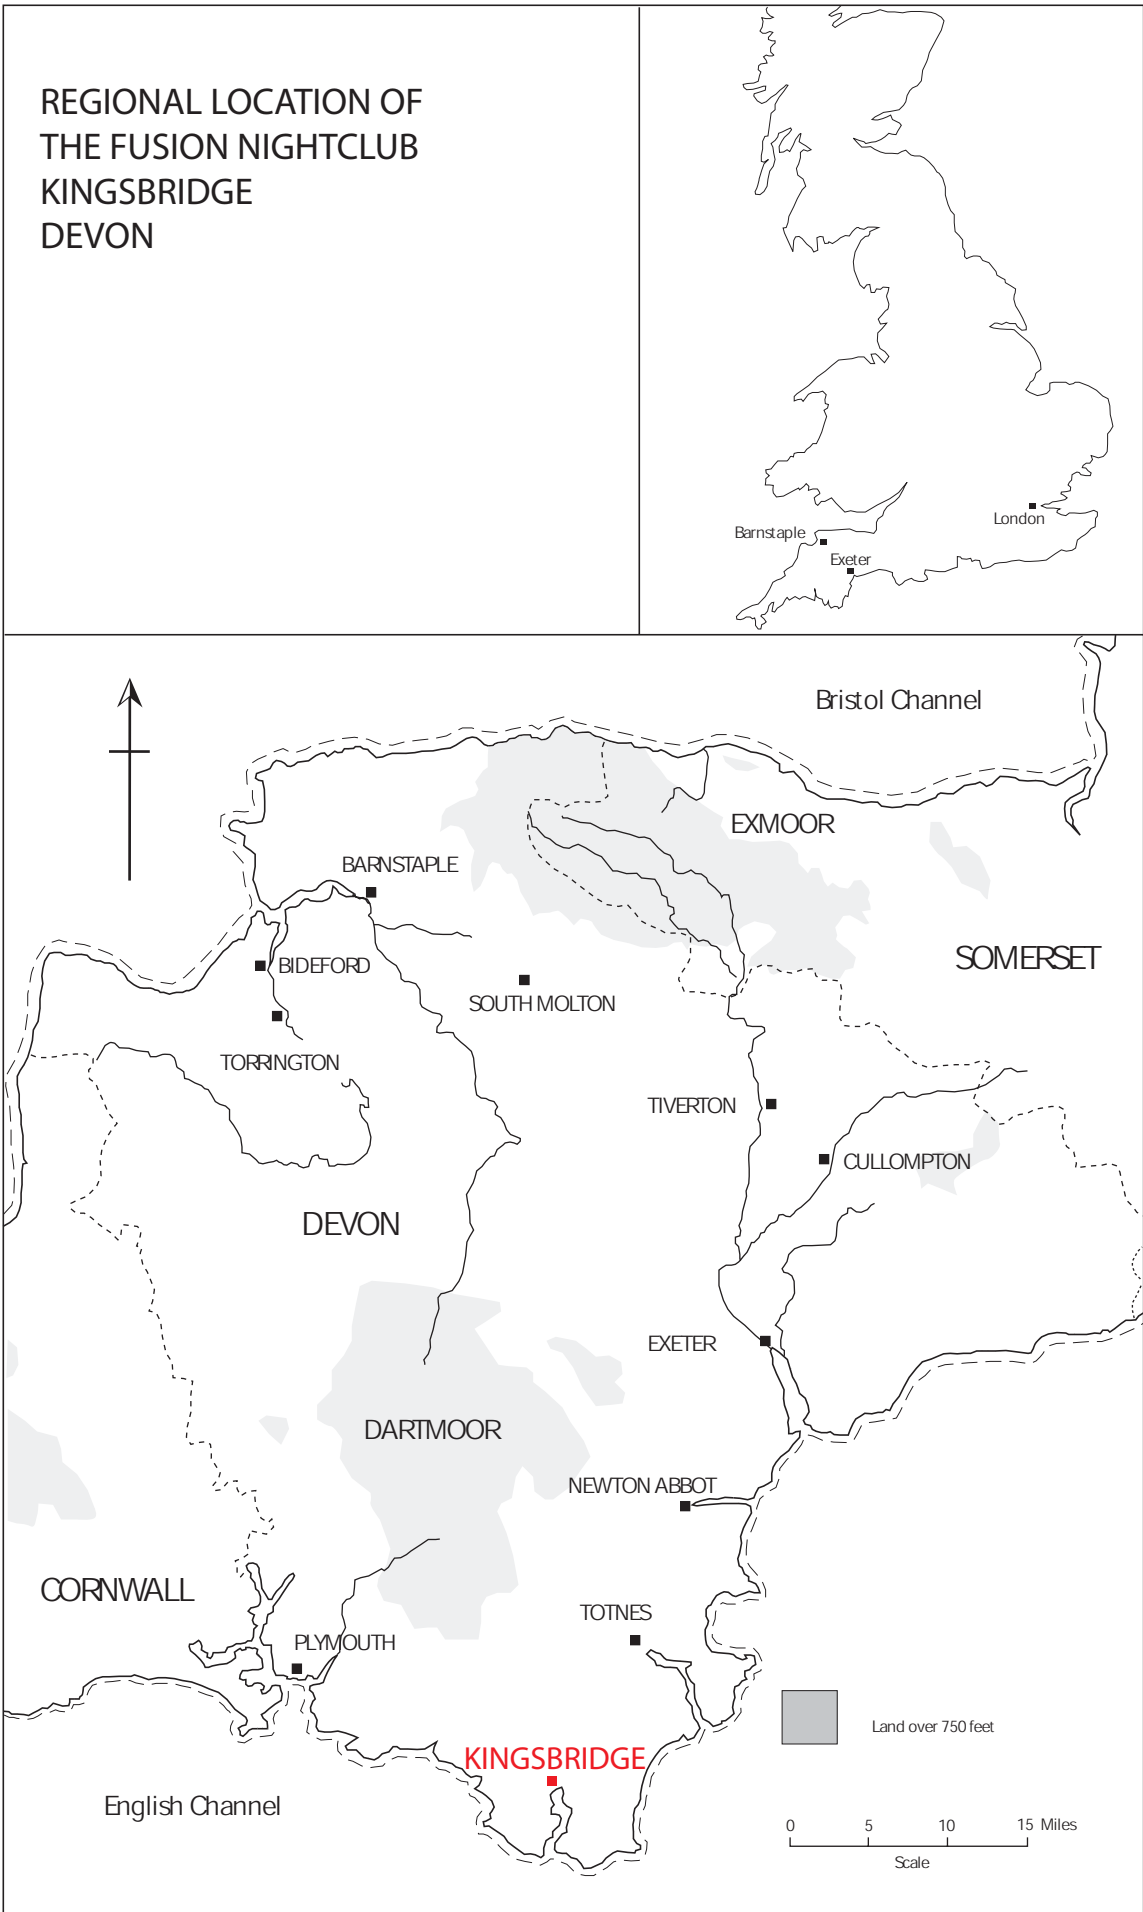 REGIONAL LOCATION OF
THE FUSION NIGHTCLUB
KINGSBRIDGE
DEVON
London
Barnstaple
Exeter
Bristol Channel
EXMOOR
BARNSTAPLE
SOMERSET
BIDEFORD
SOUTH MOLTON
TORRINGTON
TIVERTON
CULLOMPTON
DEVON
EXETER
DARTMOOR
NEWTON ABBOT
CORNWALL
TOTNES
PLYMOUTH
Land over 750 feet
KINGSBRIDGE
English Channel
0 5 10 15 Miles
Scale